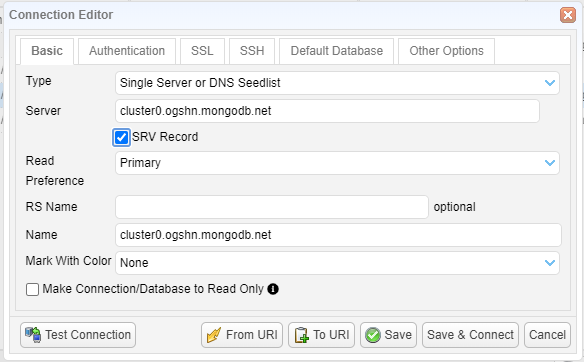 Connection Editor
Basic Authentication SSL SSH Default Database Other Options
Type Single Server or DNS Seedlist
Server cluster0.ogshn.mongodb.net
SRV Record
Read Preference Primary
RS Name optional
Name cluster0.ogshn.mongodb.net
Mark With Color None
Make Connection/Database to Read Only
Test Connection From URI To URI Save Save & Connect Cancel